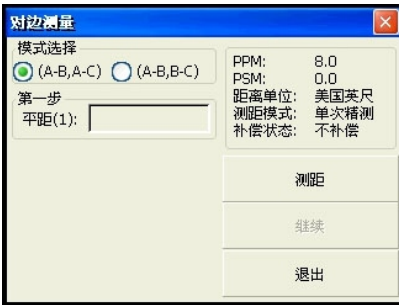 对边测量
模式选择
(A-B,A-C) (A-B,B-C)
第一步
平距(1):
PPM: 8.0
PSM: 0.0
距离单位: 美国英尺
测距模式: 单次精测
补偿状态: 不补偿
测距
继续
退出